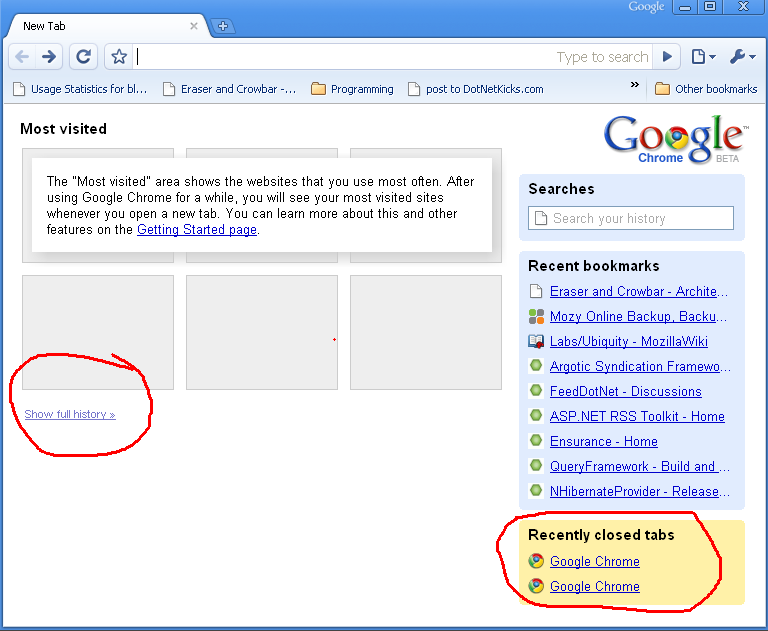 Google
New Tab
Type to search
Usage Statistics for bl...
Eraser and Crowbar -...
Programming
post to DotNetKicks.com
»
Other bookmarks
Most visited
The "Most visited" area shows the websites that you use most often. After
using Google Chrome for a while, you will see your most visited sites
whenever you open a new tab. You can learn more about this and other
features on the Getting Started page.
Show full history »
Google™
Chrome BETA
Searches
Search your history
Recent bookmarks
Eraser and Crowbar - Archite...
Mozy Online Backup, Backu...
Labs/Ubiquity - MozillaWiki
Argotic Syndication Framewo...
FeedDotNet - Discussions
ASP.NET RSS Toolkit - Home
Ensurance - Home
QueryFramework - Build and ...
NHibernateProvider - Release...
Recently closed tabs
Google Chrome
Google Chrome